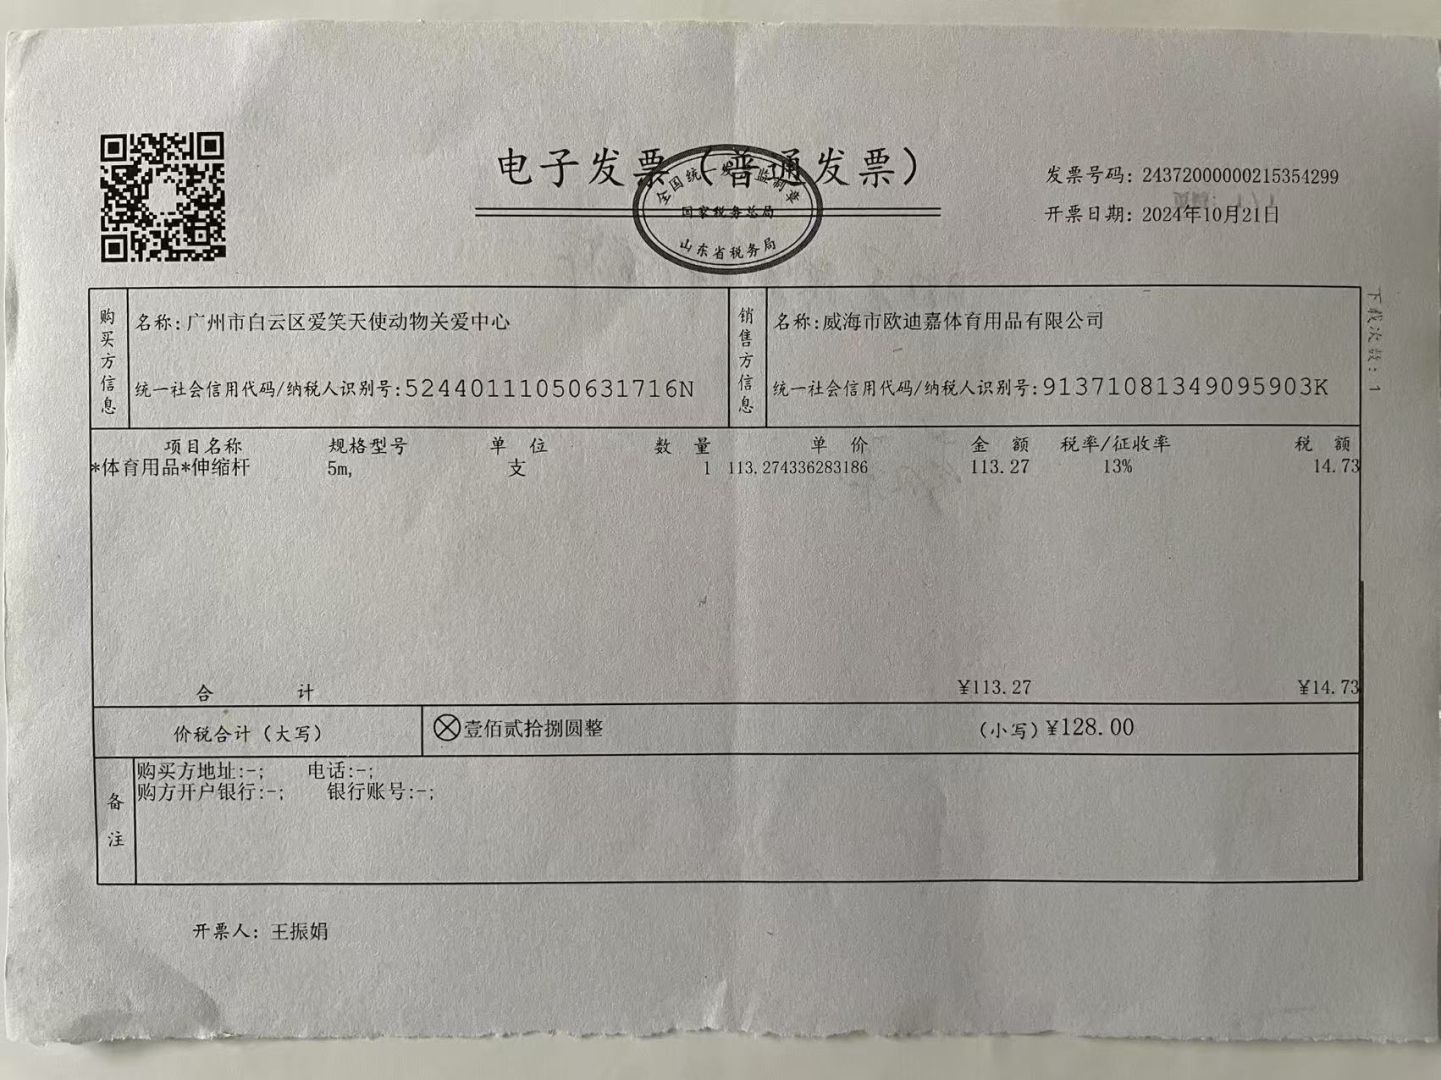 电子发票（普通发票）
全国统一发票监制章
国家税务总局
山东省税务局
发票号码：24372000000215354299
开票日期：2024年10月21日
购买方信息
名称：广州市白云区爱笑天使动物关爱中心
统一社会信用代码/纳税人识别号：52440111050631716N
销售方信息
名称：威海市欧迪嘉体育用品有限公司
统一社会信用代码/纳税人识别号：91371081349095903K
下载次数：1
项目名称 规格型号 单 位 数 量 单 价 金 额 税率/征收率 税 额
*体育用品*伸缩杆 5m, 支 1 113.274336283186 113.27 13% 14.73
合 计 ¥113.27 ¥14.73
价税合计（大写） ⊗壹佰贰拾捌圆整 （小写）¥128.00
备注
购买方地址:-; 电话:-;
购方开户银行:-; 银行账号:-;
开票人：王振娟